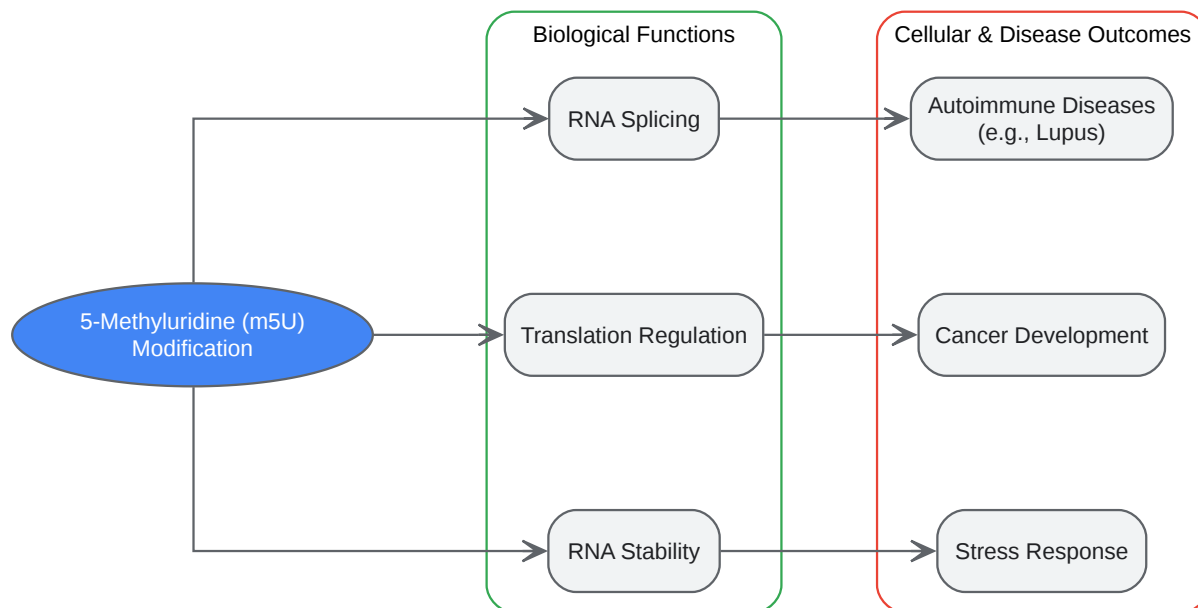 Biological Functions
Cellular & Disease Outcomes
RNA Splicing
Autoimmune Diseases
(e.g., Lupus)
5-Methyluridine (m5U)
Modification
Translation Regulation
Cancer Development
RNA Stability
Stress Response